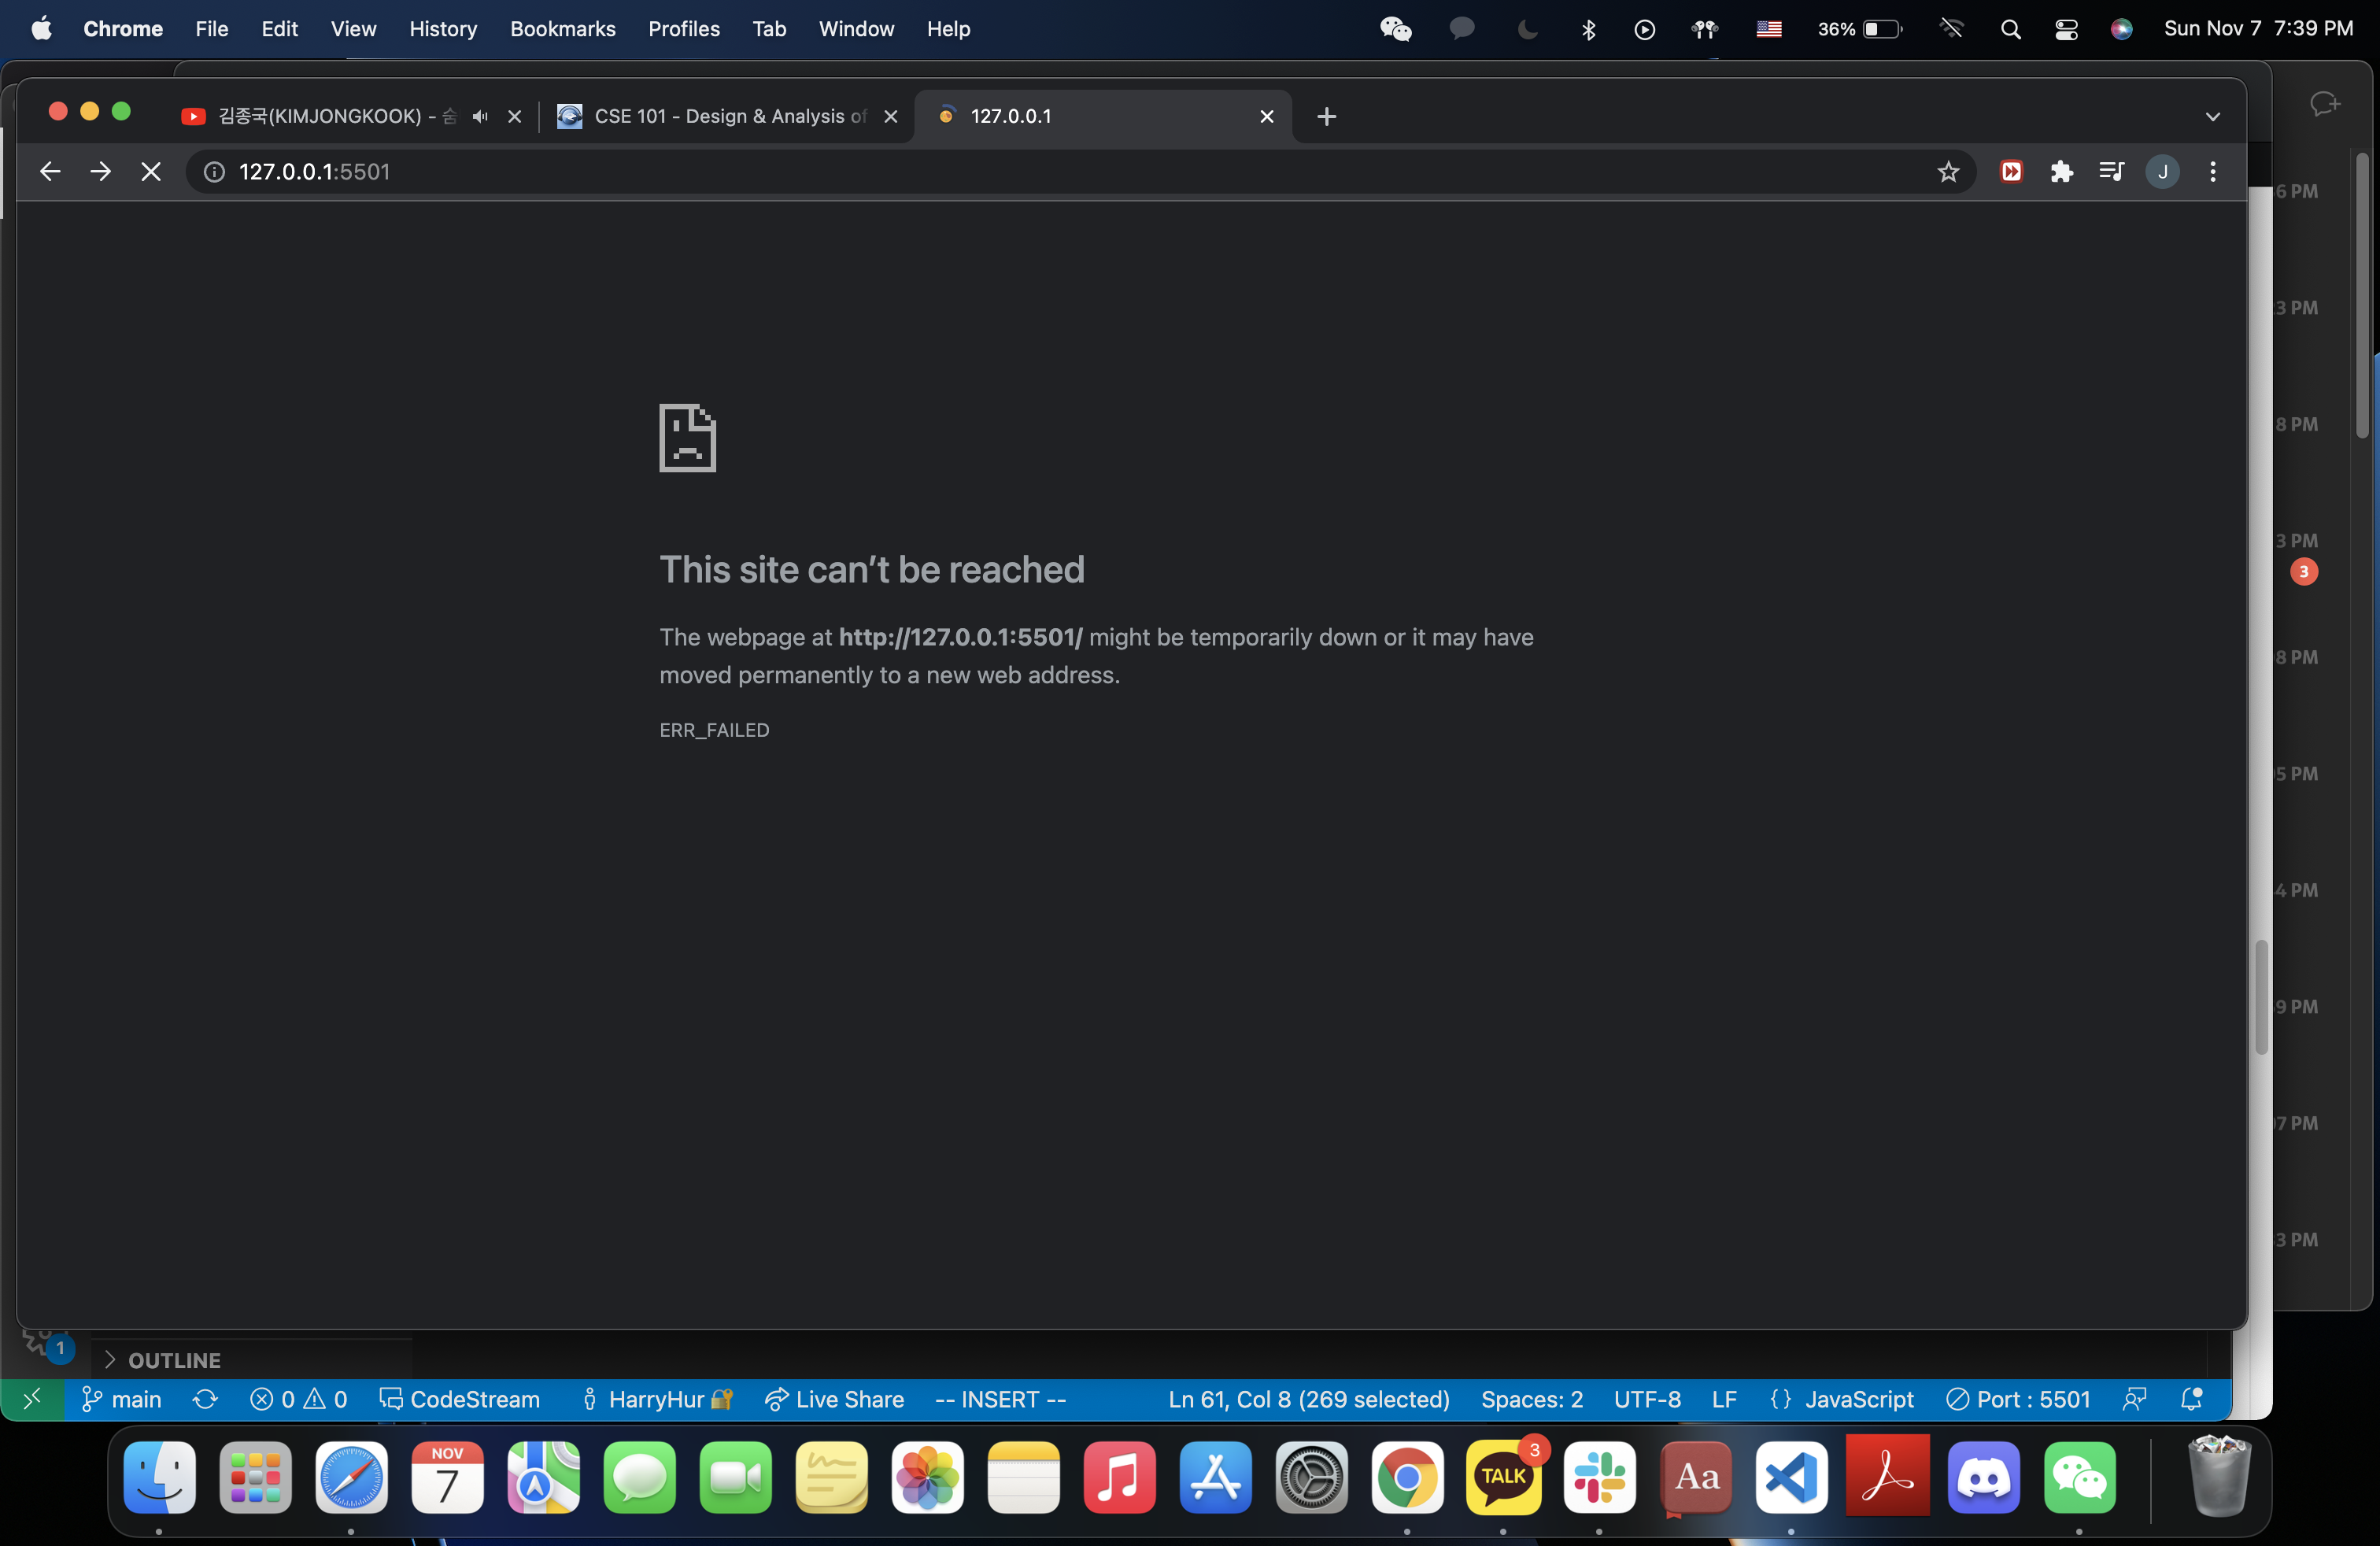 Chrome File Edit View History Bookmarks Profiles Tab Window Help 36% Sun Nov 7 7:39 PM
김종국(KIMJONGKOOK) - 숨 CSE 101 - Design & Analysis of 127.0.0.1
127.0.0.1:5501 J
6 PM
3 PM
8 PM
3 PM
3
This site can't be reached
The webpage at http://127.0.0.1:5501/ might be temporarily down or it may have
moved permanently to a new web address.
8 PM
ERR_FAILED
5 PM
4 PM
9 PM
7 PM
3 PM
1 OUTLINE
main 0 0 CodeStream HarryHur Live Share -- INSERT -- Ln 61, Col 8 (269 selected) Spaces: 2 UTF-8 LF {} JavaScript Port : 5501
NOV
7
TALK
3
Aa